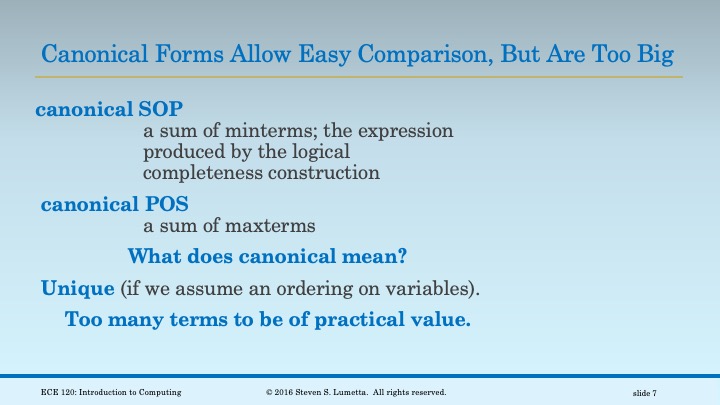 Canonical Forms Allow Easy Comparison, But Are Too Big
canonical SOP
a sum of minterms; the expression
produced by the logical
completeness construction
canonical POS
a sum of maxterms
What does canonical mean?
Unique (if we assume an ordering on variables).
Too many terms to be of practical value.
ECE 120: Introduction to Computing
© 2016 Steven S. Lumetta. All rights reserved.
slide 7